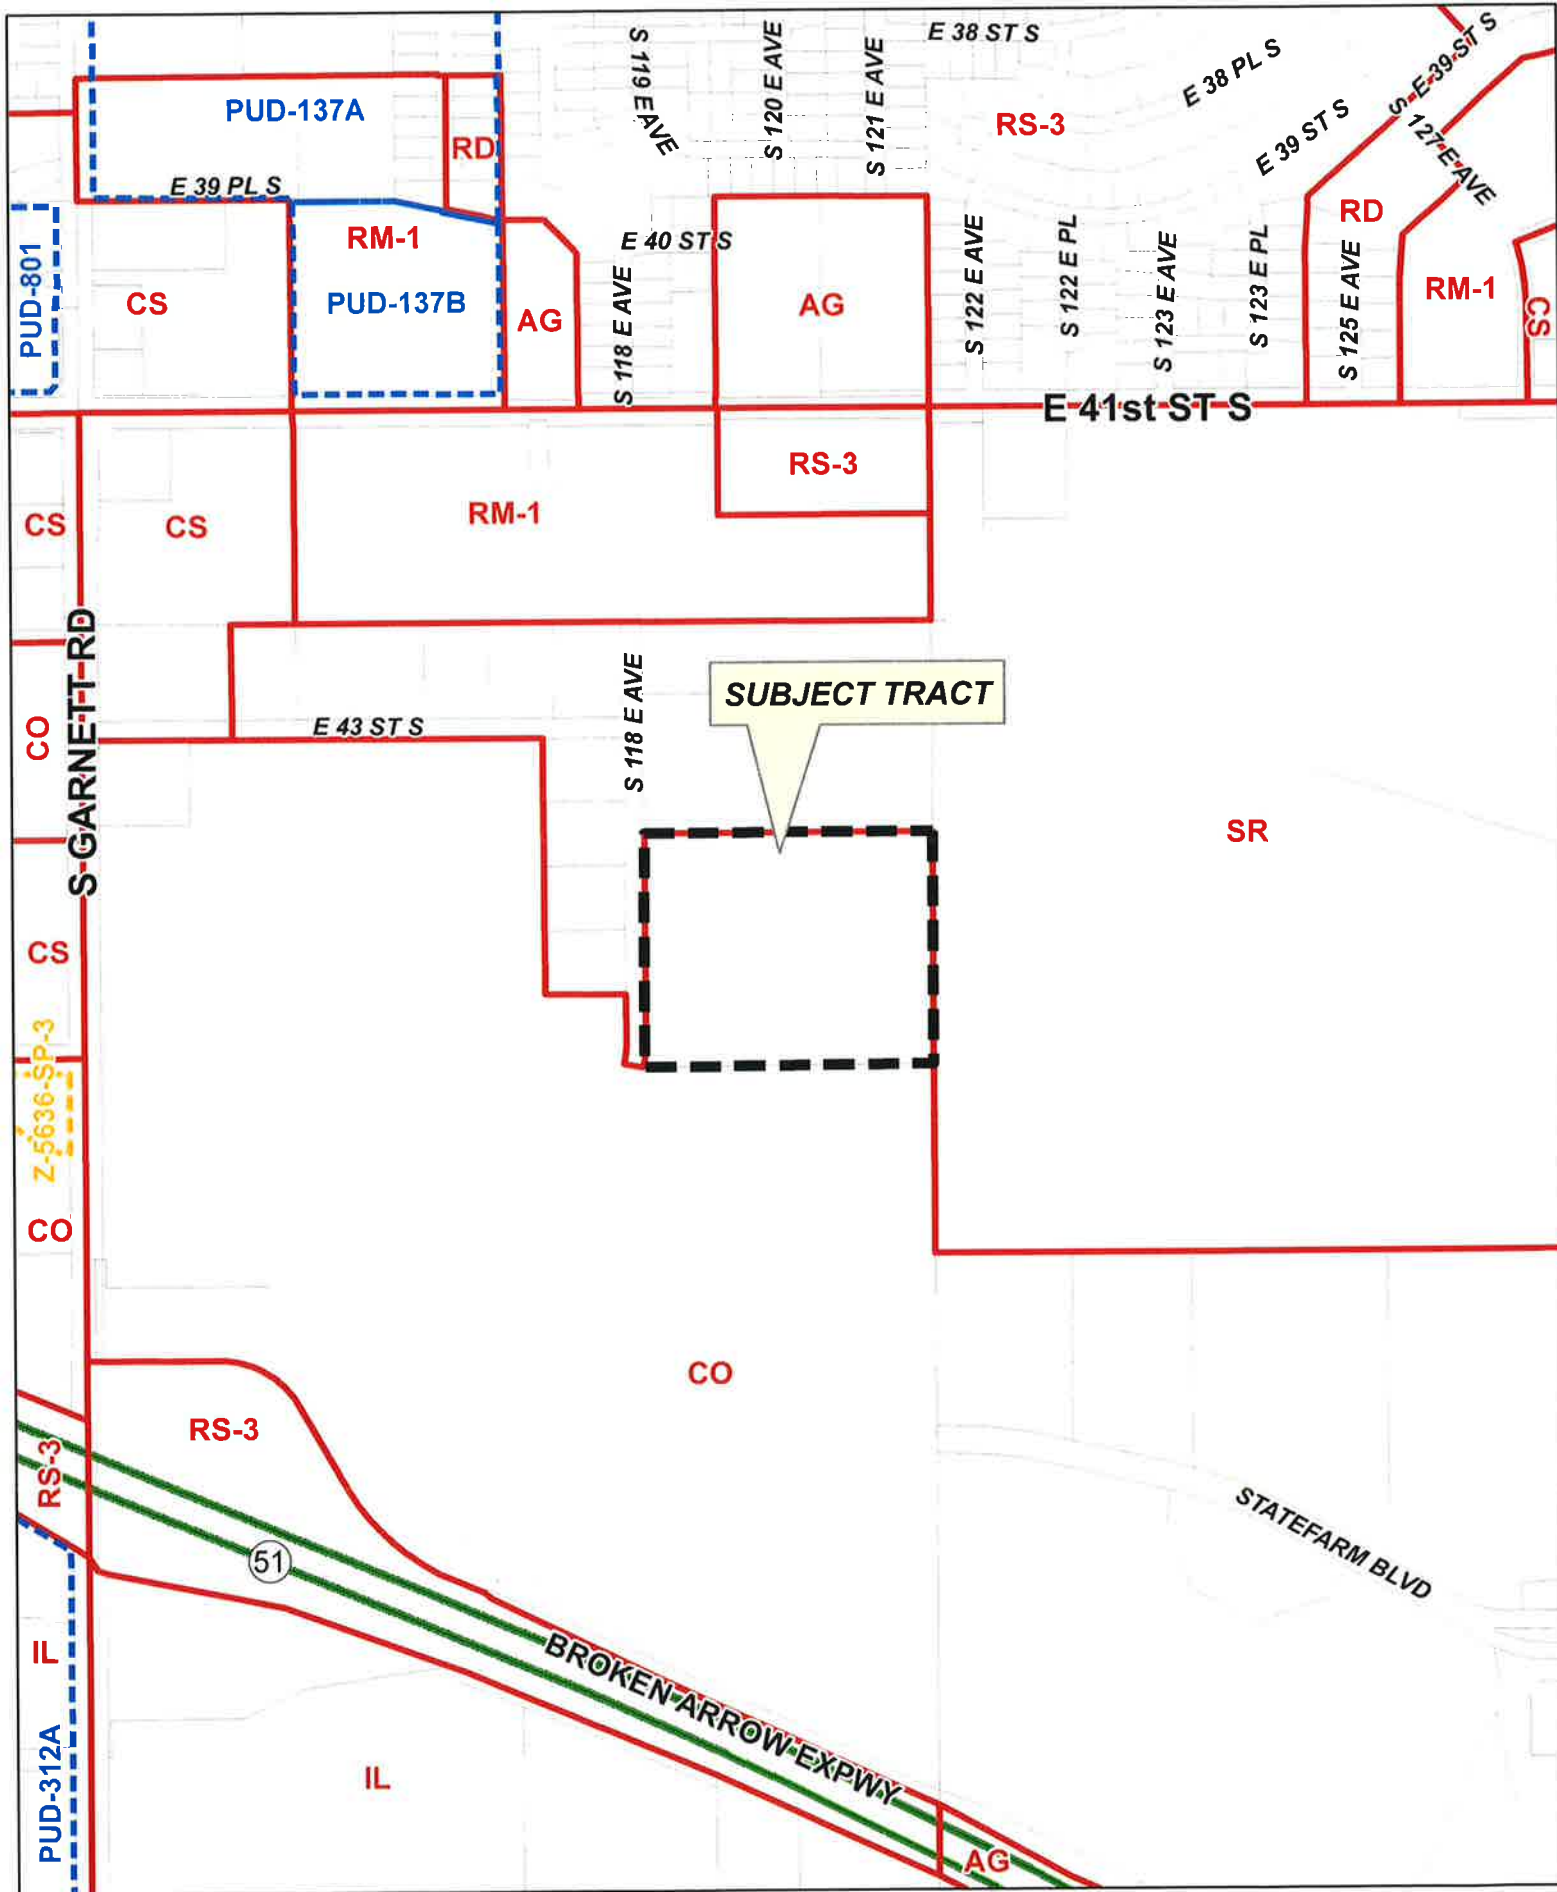 E 38 ST S
S 119 E AVE
S 120 E AVE
S 121 E AVE
E 38 PL S
E 39 ST S
S 127 E AVE
E 39 ST S
PUD-137A
RD
RS-3
E 39 PL S
RM-1
E 40 ST S
RD
PUD-801
CS
PUD-137B
AG
S 118 E AVE
AG
S 122 E AVE
S 122 E PL
S 123 E AVE
S 123 E PL
S 125 E AVE
RM-1
CS
E 41st ST S
RS-3
CS
CS
RM-1
S GARNETT RD
CO
E 43 ST S
S 118 E AVE
SUBJECT TRACT
SR
CS
Z-5636-SP-3
CO
CO
RS-3
RS-3
51
STATEFARM BLVD
IL
PUD-312A
BROKEN ARROW EXPWY
IL
AG